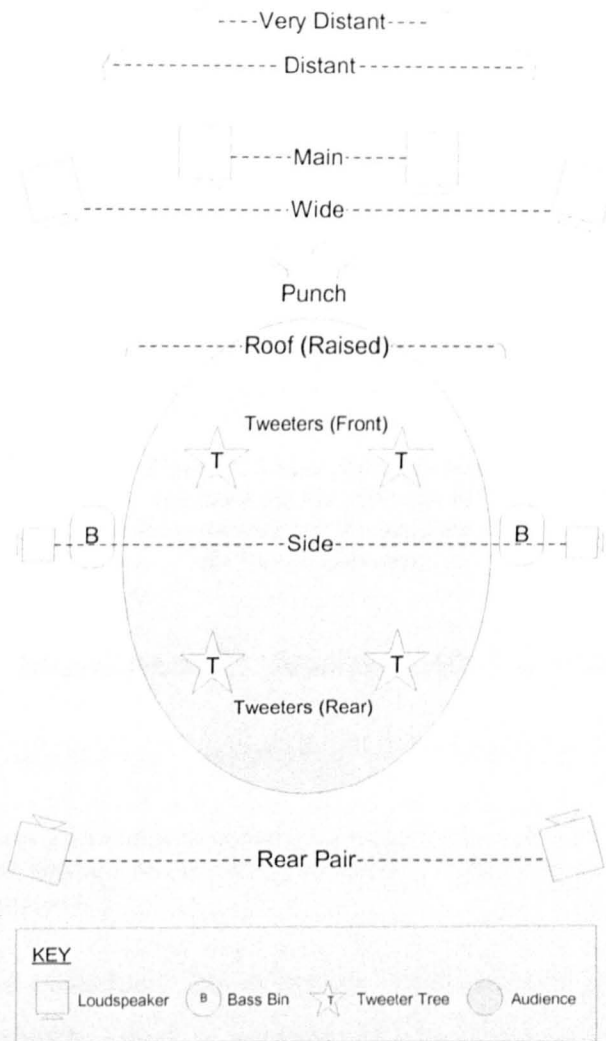 Very Distant
Distant
Main
Wide
Punch
Roof (Raised)
Tweeters (Front)
T T
B Side B
T T
Tweeters (Rear)
Rear Pair
KEY
Loudspeaker B Bass Bin T Tweeter Tree Audience